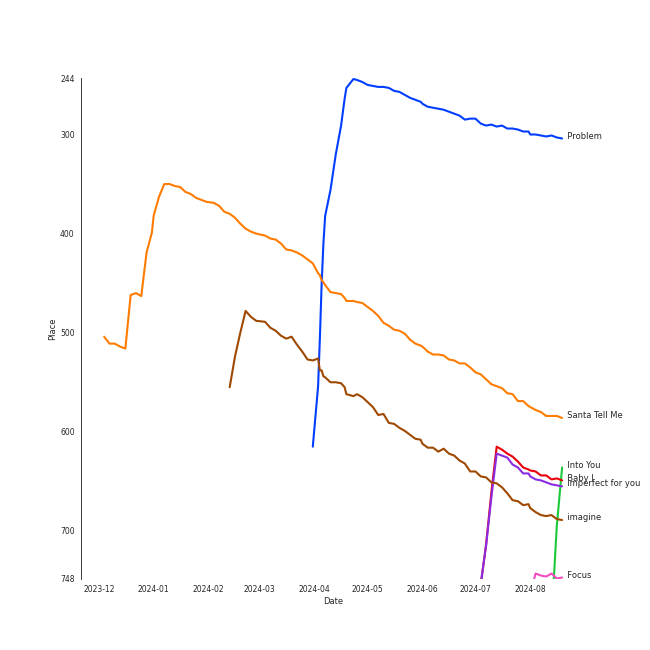 244
300
400
500
600
700
748
Place
2023-12
2024-01
2024-02
2024-03
2024-04
2024-05
2024-06
2024-07
2024-08
Date
Problem
Santa Tell Me
Into You
Baby I
Imperfect for you
imagine
Focus